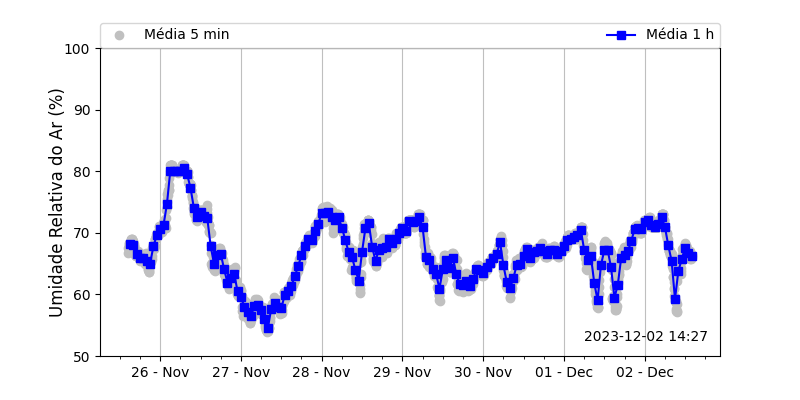 Média 5 min
Média 1 h
Umidade Relativa do Ar (%)
100
90
80
70
60
50
2023-12-02 14:27
26 - Nov
27 - Nov
28 - Nov
29 - Nov
30 - Nov
01 - Dec
02 - Dec